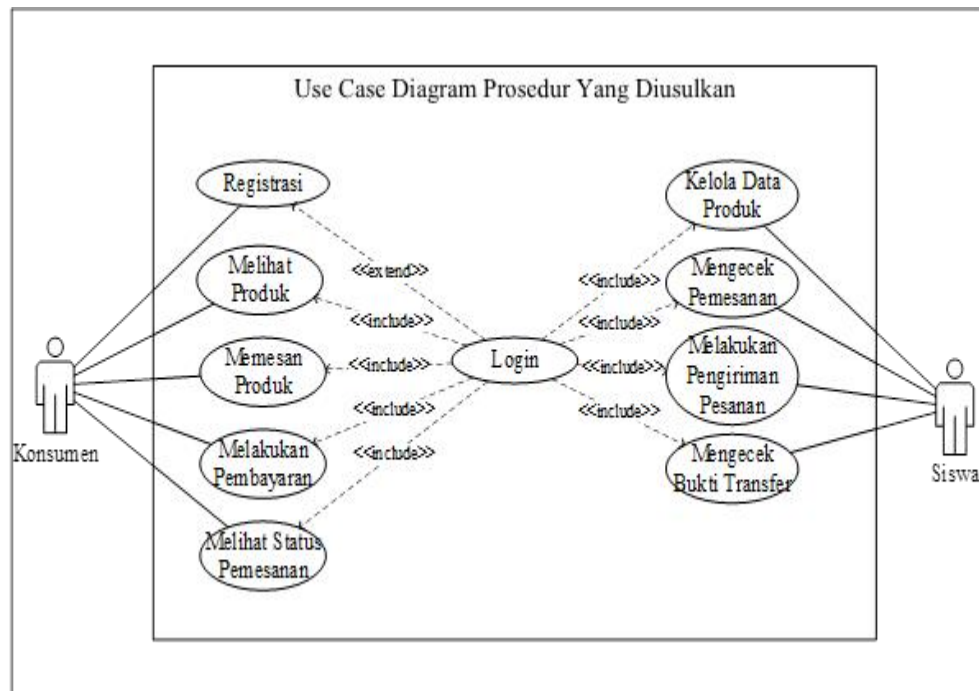 Use Case Diagram Prosedur Yang Diusulkan
Registrasi
Melihat
Produk
Memesan
Produk
Melakukan
Pembayaran
Melihat Status
Pemesanan
Konsumen
<<extend>>
<<include>>
<<include>>
<<include>>
<<include>>
Login
<<include>>
<<include>>
<<include>>
<<include>>
Kelola Data
Produk
Mengecek
Pemesanan
Melakukan
Pengiriman
Pesanan
Mengecek
Bukti Transfer
Siswa